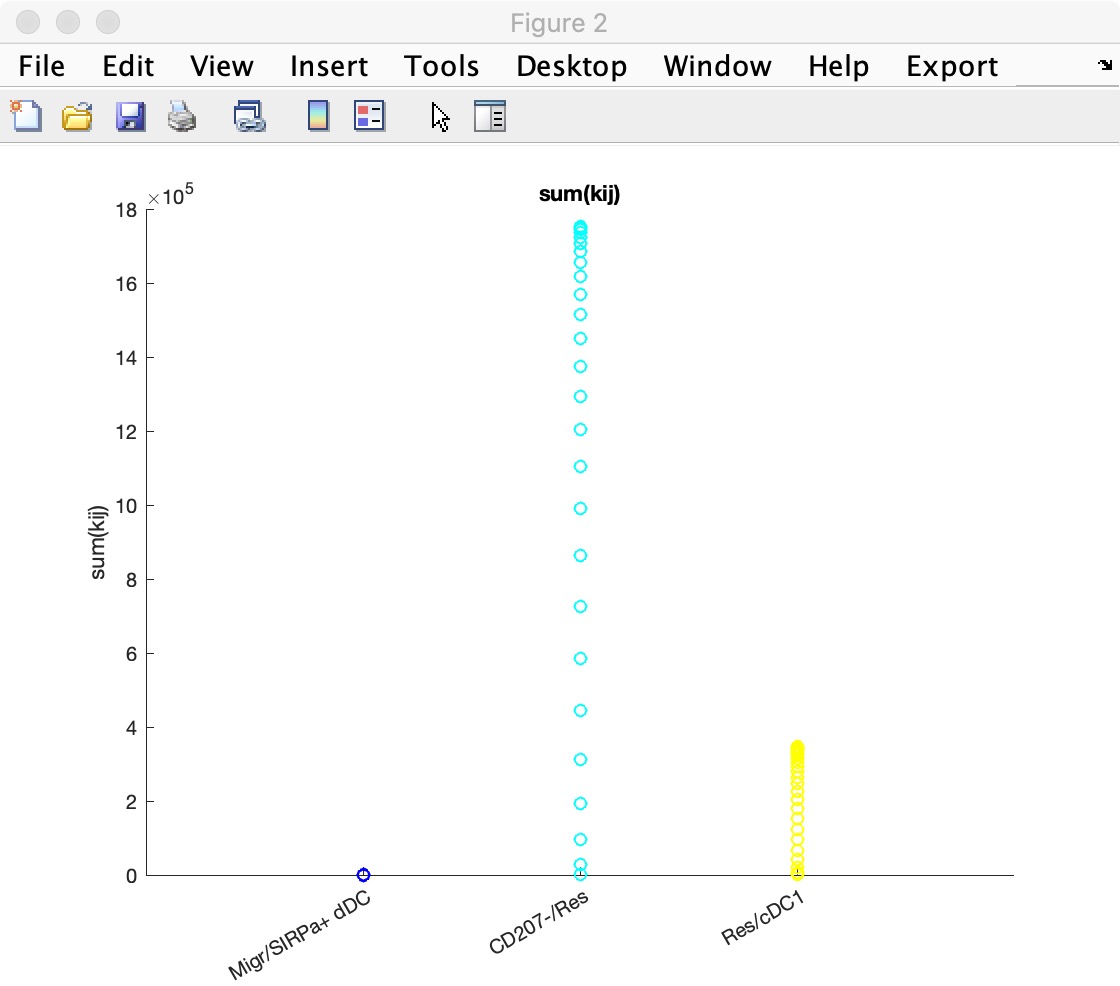 Figure 2
File Edit View Insert Tools Desktop Window Help Export
×10^5
sum(kij)
18
16
14
12
10
8
6
4
2
0
sum(kij)
Migr/SIRPa+ dDC
CD207-/Res
Res/cDC1